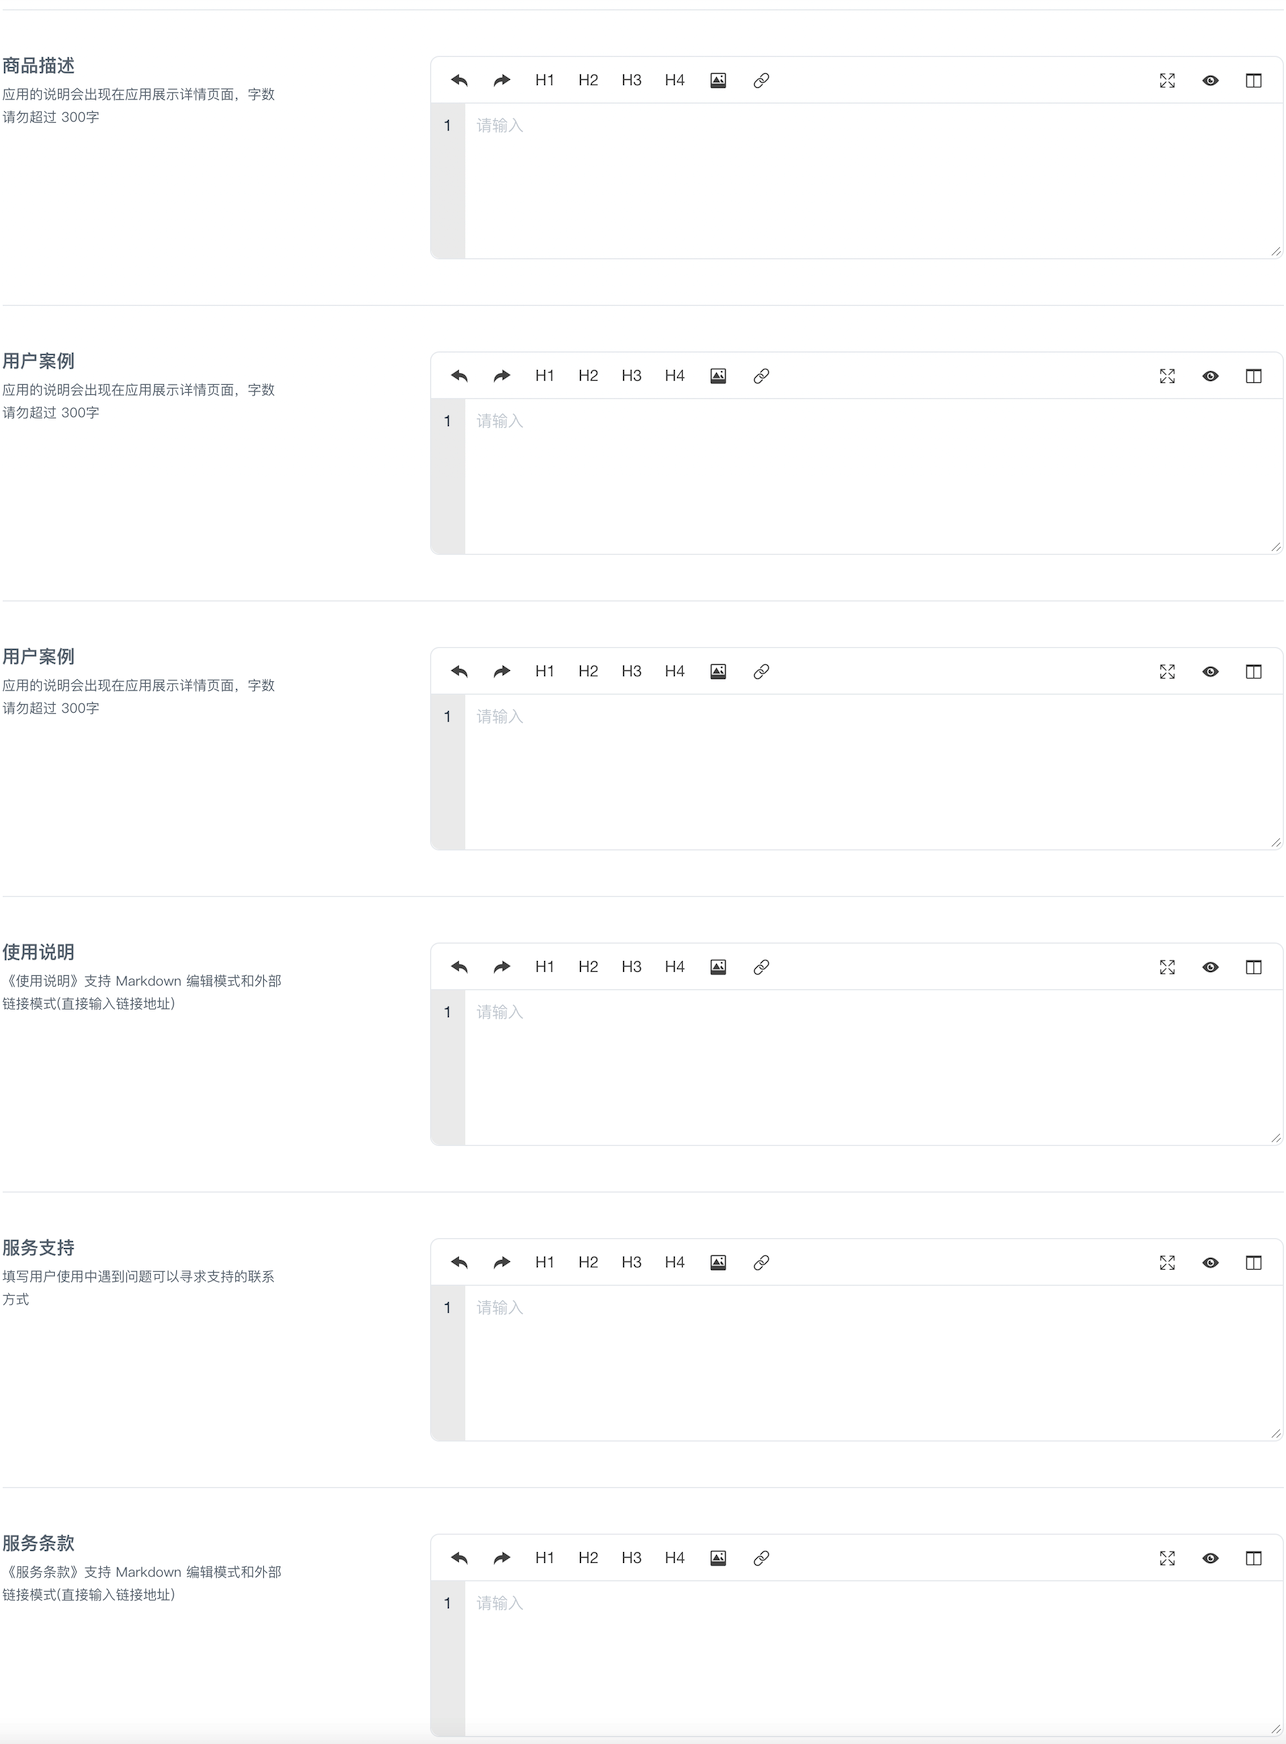 商品描述
应用的说明会出现在应用展示详情页面，字数
请勿超过 300字
H1 H2 H3 H4
1 请输入
用户案例
应用的说明会出现在应用展示详情页面，字数
请勿超过 300字
H1 H2 H3 H4
1 请输入
用户案例
应用的说明会出现在应用展示详情页面，字数
请勿超过 300字
H1 H2 H3 H4
1 请输入
使用说明
《使用说明》支持 Markdown 编辑模式和外部
链接模式(直接输入链接地址)
H1 H2 H3 H4
1 请输入
服务支持
填写用户使用中遇到问题可以寻求支持的联系
方式
H1 H2 H3 H4
1 请输入
服务条款
《服务条款》支持 Markdown 编辑模式和外部
链接模式(直接输入链接地址)
H1 H2 H3 H4
1 请输入